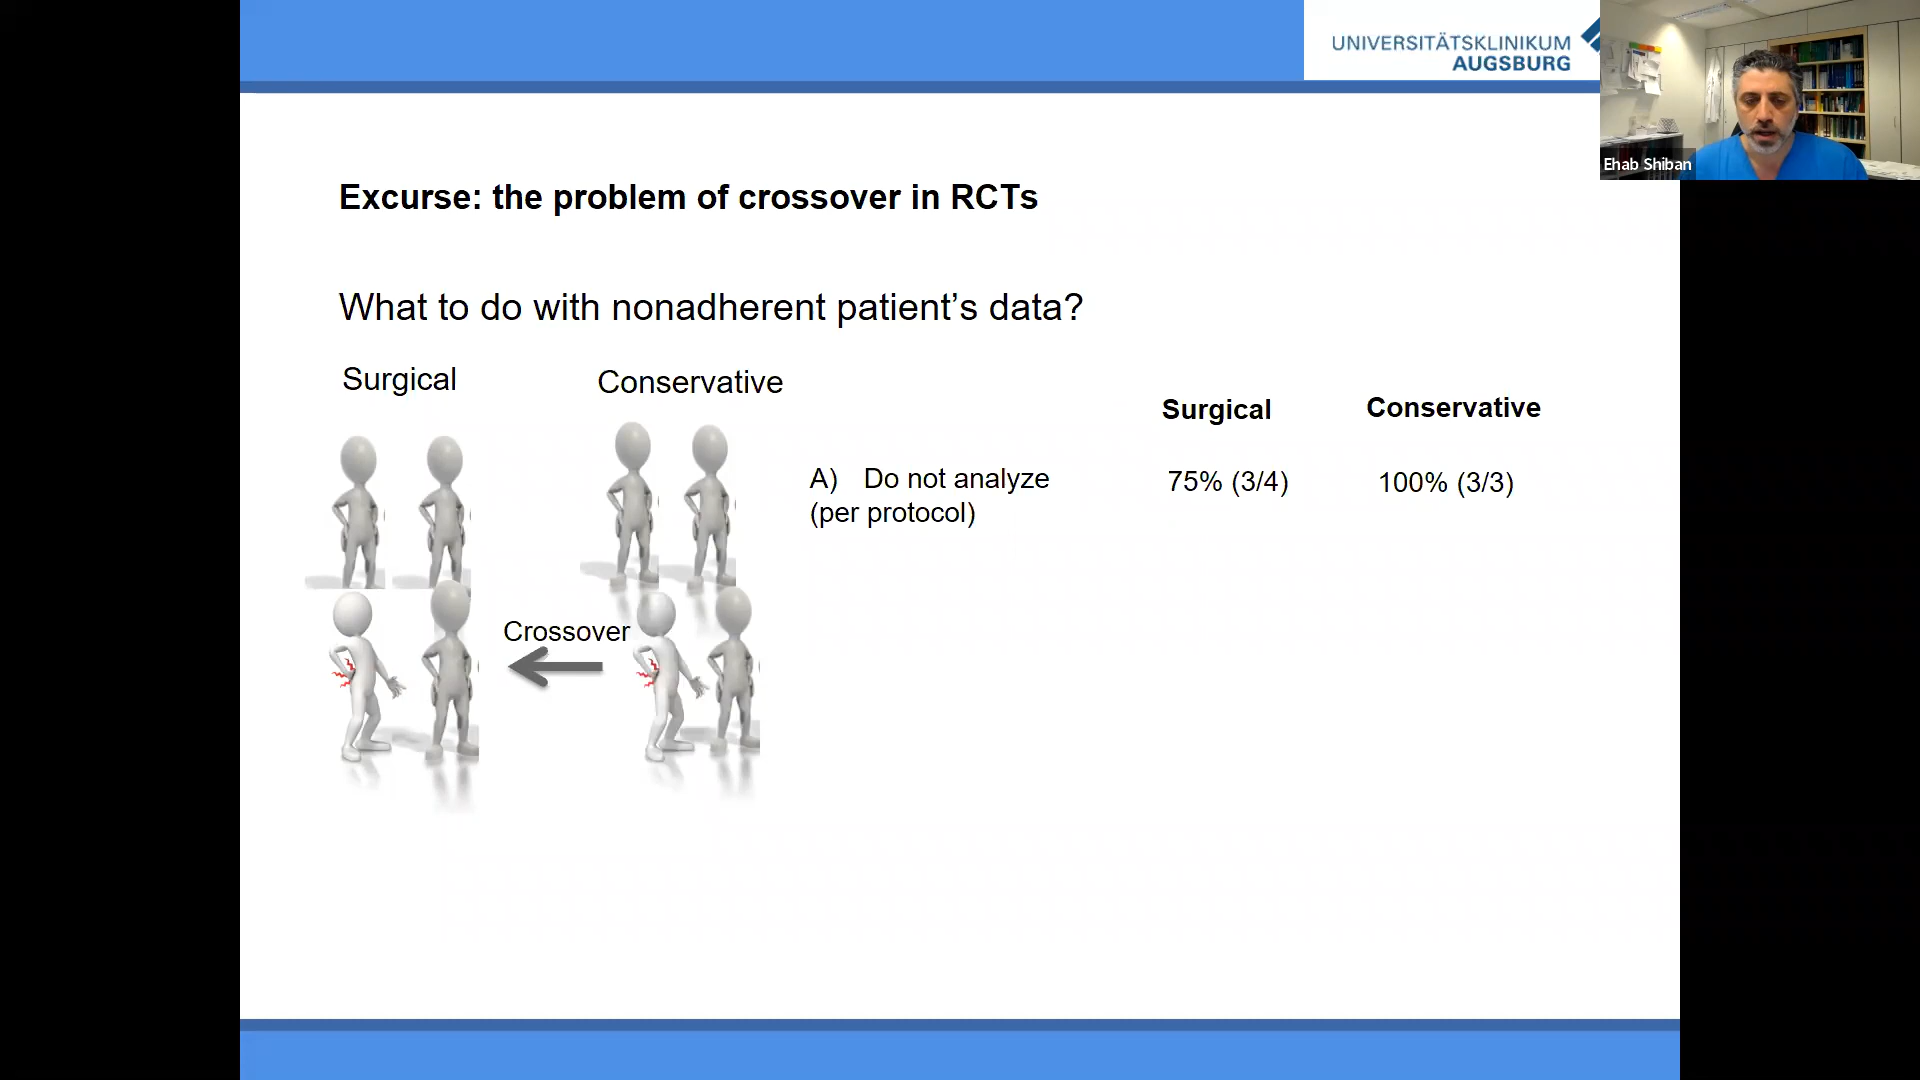 UNIVERSITÄTSKLINIKUM
AUGSBURG
Ehab Shiban
Excurse: the problem of crossover in RCTs
What to do with nonadherent patient’s data?
Surgical
Conservative
Surgical
Conservative
A) Do not analyze
(per protocol)
75% (3/4)
100% (3/3)
Crossover